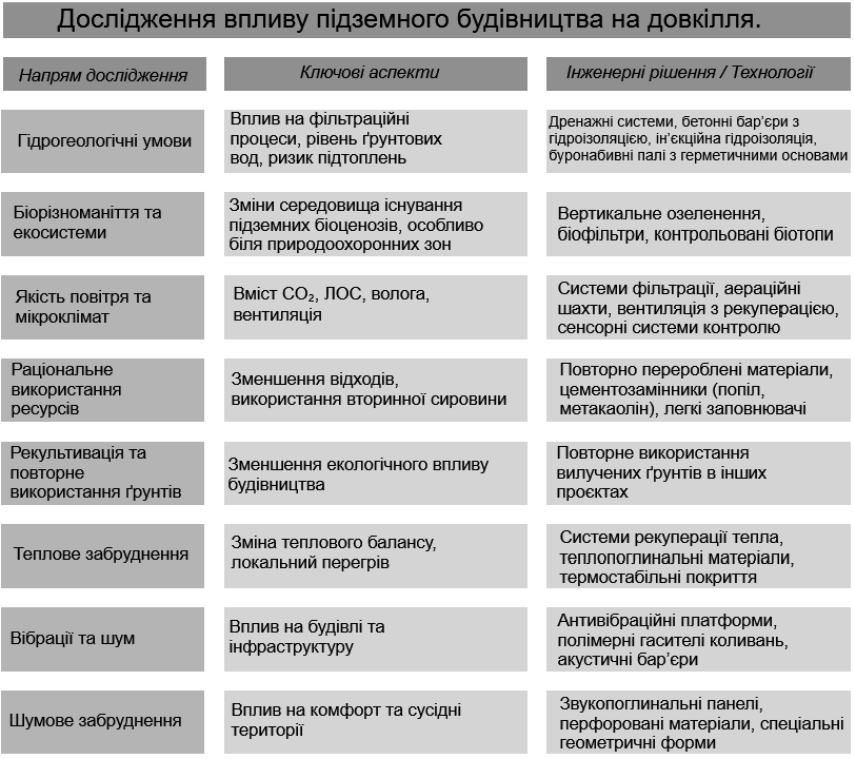 Дослідження впливу підземного будівництва на довкілля.
Напрям дослідження
Ключові аспекти
Інженерні рішення / Технології
Гідрогеологічні умови
Вплив на фільтраційні
процеси, рівень ґрунтових
вод, ризик підтоплень
Дренажні системи, бетонні бар’єри з
гідроізоляцією, ін’єкційна гідроізоляція,
буронабивні палі з герметичними основами
Біорізноманіття та
екосистеми
Зміни середовища існування
підземних біоценозів, особливо
біля природоохоронних зон
Вертикальне озеленення,
біофільтри, контрольовані біотопи
Якість повітря та
мікроклімат
Вміст CO₂, ЛОС, волога,
вентиляція
Системи фільтрації, аераційні
шахти, вентиляція з рекуперацією,
сенсорні системи контролю
Раціональне
використання
ресурсів
Зменшення відходів,
використання вторинної сировини
Повторно перероблені матеріали,
цементозамінники (попіл,
метакаолін), легкі заповнювачі
Рекультивація та
повторне
використання ґрунтів
Зменшення екологічного впливу
будівництва
Повторне використання
вилучених ґрунтів в інших
проєктах
Теплове забруднення
Зміна теплового балансу,
локальний перегрів
Системи рекуперації тепла,
теплопоглинальні матеріали,
термостабільні покриття
Вібрації та шум
Вплив на будівлі та
інфраструктуру
Антивібраційні платформи,
полімерні гасителі коливань,
акустичні бар’єри
Шумове забруднення
Вплив на комфорт та сусідні
території
Звукопоглинальні панелі,
перфоровані матеріали, спеціальні
геометричні форми